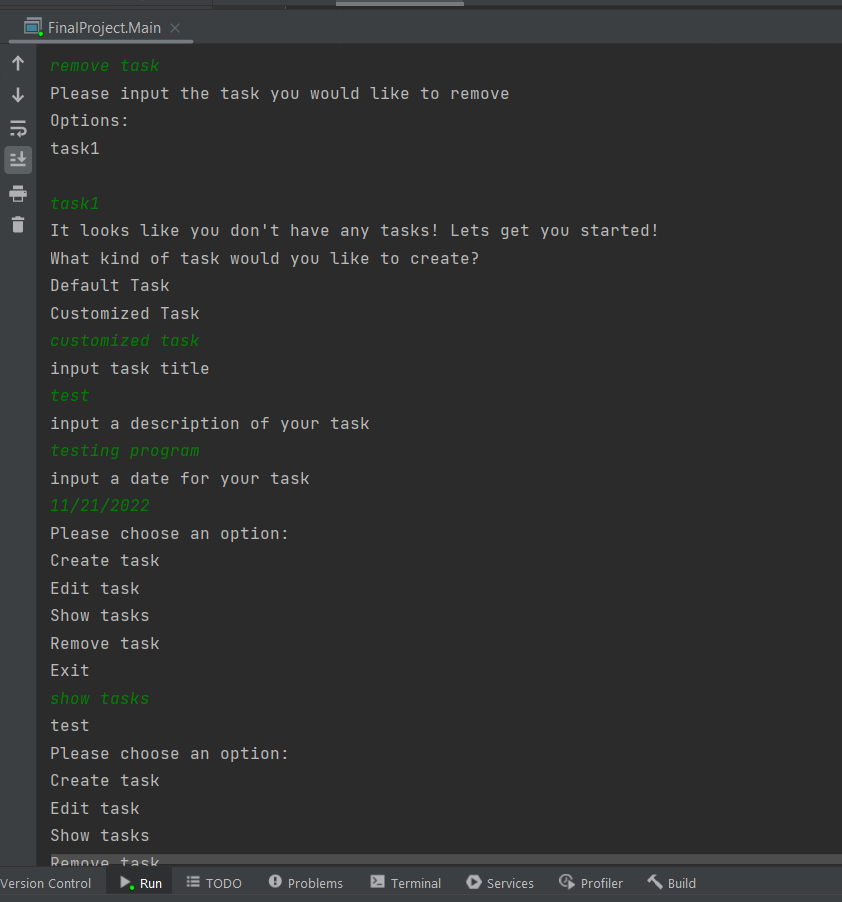 FinalProject.Main
remove task
Please input the task you would like to remove
Options:
task1
task1
It looks like you don't have any tasks! Lets get you started!
What kind of task would you like to create?
Default Task
Customized Task
customized task
input task title
test
input a description of your task
testing program
input a date for your task
11/21/2022
Please choose an option:
Create task
Edit task
Show tasks
Remove task
Exit
show tasks
test
Please choose an option:
Create task
Edit task
Show tasks
Remove task
Version Control Run TODO Problems Terminal Services Profiler Build